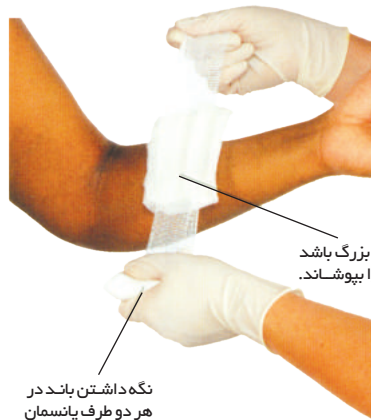 بزرگ باشد
ا بپوشاند.
نگه‌داشتن باند در
هر دو طرف پانسمان